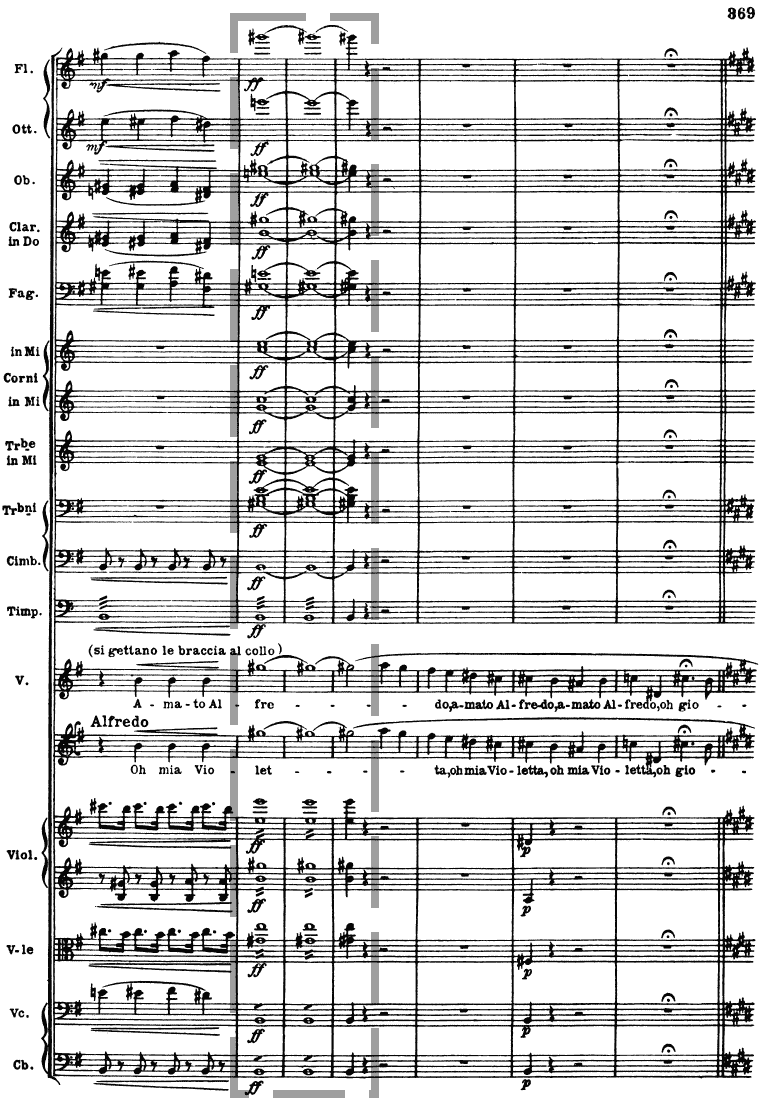 369
Fl.
mf
ff
Ott.
mf
ff
Ob.
ff
Clar.
in Do
ff
Fag.
ff
in Mi
ff
Corni
in Mi
ff
Trbe
in Mi
ff
Trbni
ff
Cimb.
ff
Timp.
ff
(si gettano le braccia al collo)
V.
A - ma - to Al - fre - - - - - do, a-mato Al - fre-do, a-mato Al - fredo, oh gio - -
Alfredo
Oh mia Vio - let - - - - - ta, oh mia Vio - letta, oh mia Vio - letta, oh gio - -
Viol.
ff
p
ff
p
V-le
ff
p
Vc.
ff
p
Cb.
ff
p